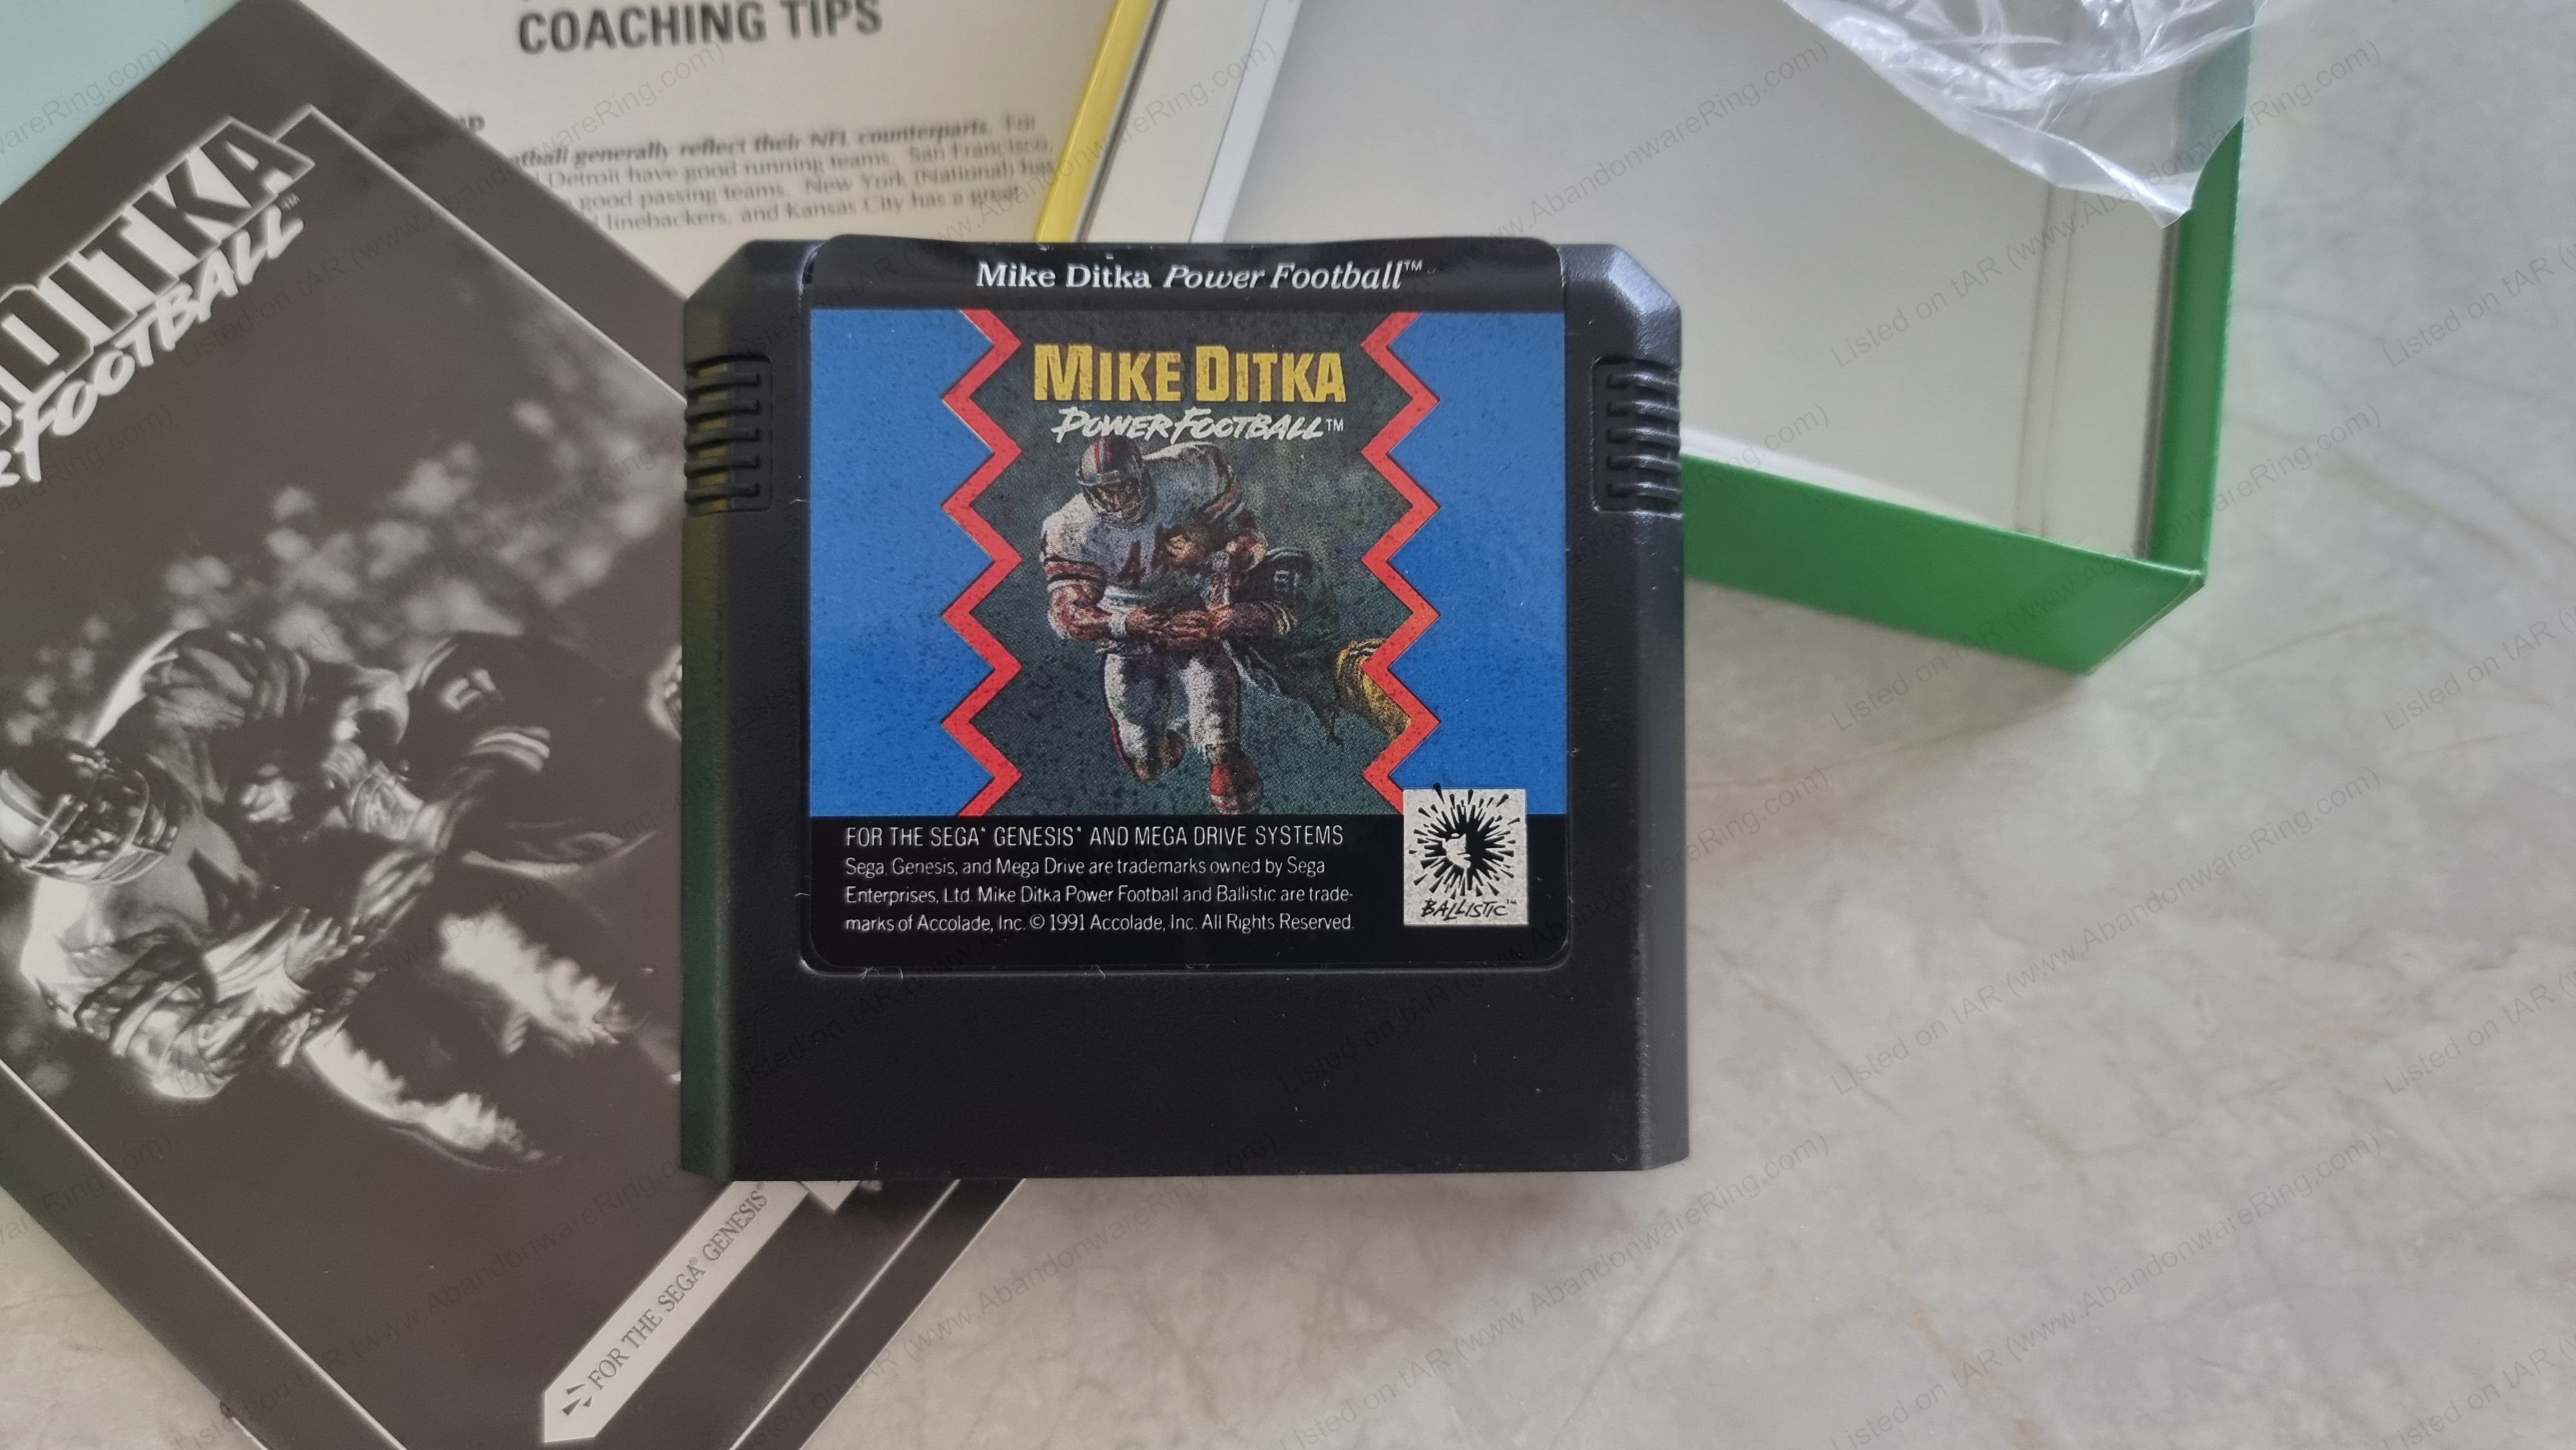 COACHING TIPS
generally reflect their NFL counterparts. For
Detroit have good running teams. San Francisco,
good passing teams. New York (National) has
linebackers, and Kansas City has a great
DITKA
FOOTBALL™
Mike Ditka Power Football™
MIKE DITKA
POWER FOOTBALL™
4
FOR THE SEGA® GENESIS® AND MEGA DRIVE SYSTEMS
Sega, Genesis, and Mega Drive are trademarks owned by Sega
Enterprises, Ltd. Mike Ditka Power Football and Ballistic are trade-
marks of Accolade, Inc. © 1991 Accolade, Inc. All Rights Reserved.
BALLISTIC™
FOR THE SEGA® GENESIS®
Listed on tAR (www.AbandonwareRing.com)